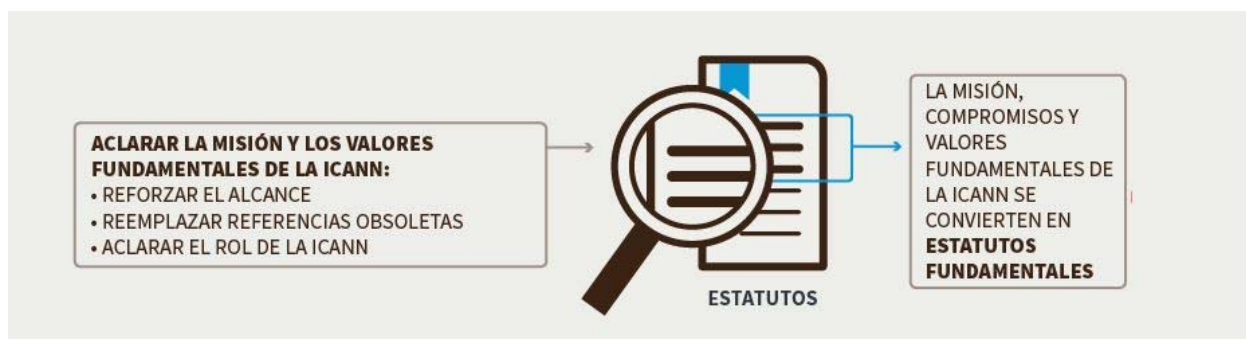 ACLARAR LA MISIÓN Y LOS VALORES
FUNDAMENTALES DE LA ICANN:
• REFORZAR EL ALCANCE
• REEMPLAZAR REFERENCIAS OBSOLETAS
• ACLARAR EL ROL DE LA ICANN
ESTATUTOS
LA MISIÓN,
COMPROMISOS Y
VALORES
FUNDAMENTALES DE
LA ICANN SE
CONVIERTEN EN
ESTATUTOS
FUNDAMENTALES